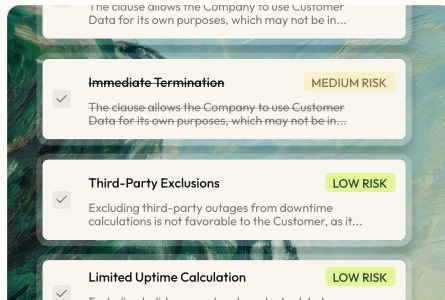 The clause allows the Company to use Customer
Data for its own purposes, which may not be in...
Immediate Termination
MEDIUM RISK
The clause allows the Company to use Customer
Data for its own purposes, which may not be in...
Third-Party Exclusions
LOW RISK
Excluding third-party outages from downtime
calculations is not favorable to the Customer, as it...
Limited Uptime Calculation
LOW RISK